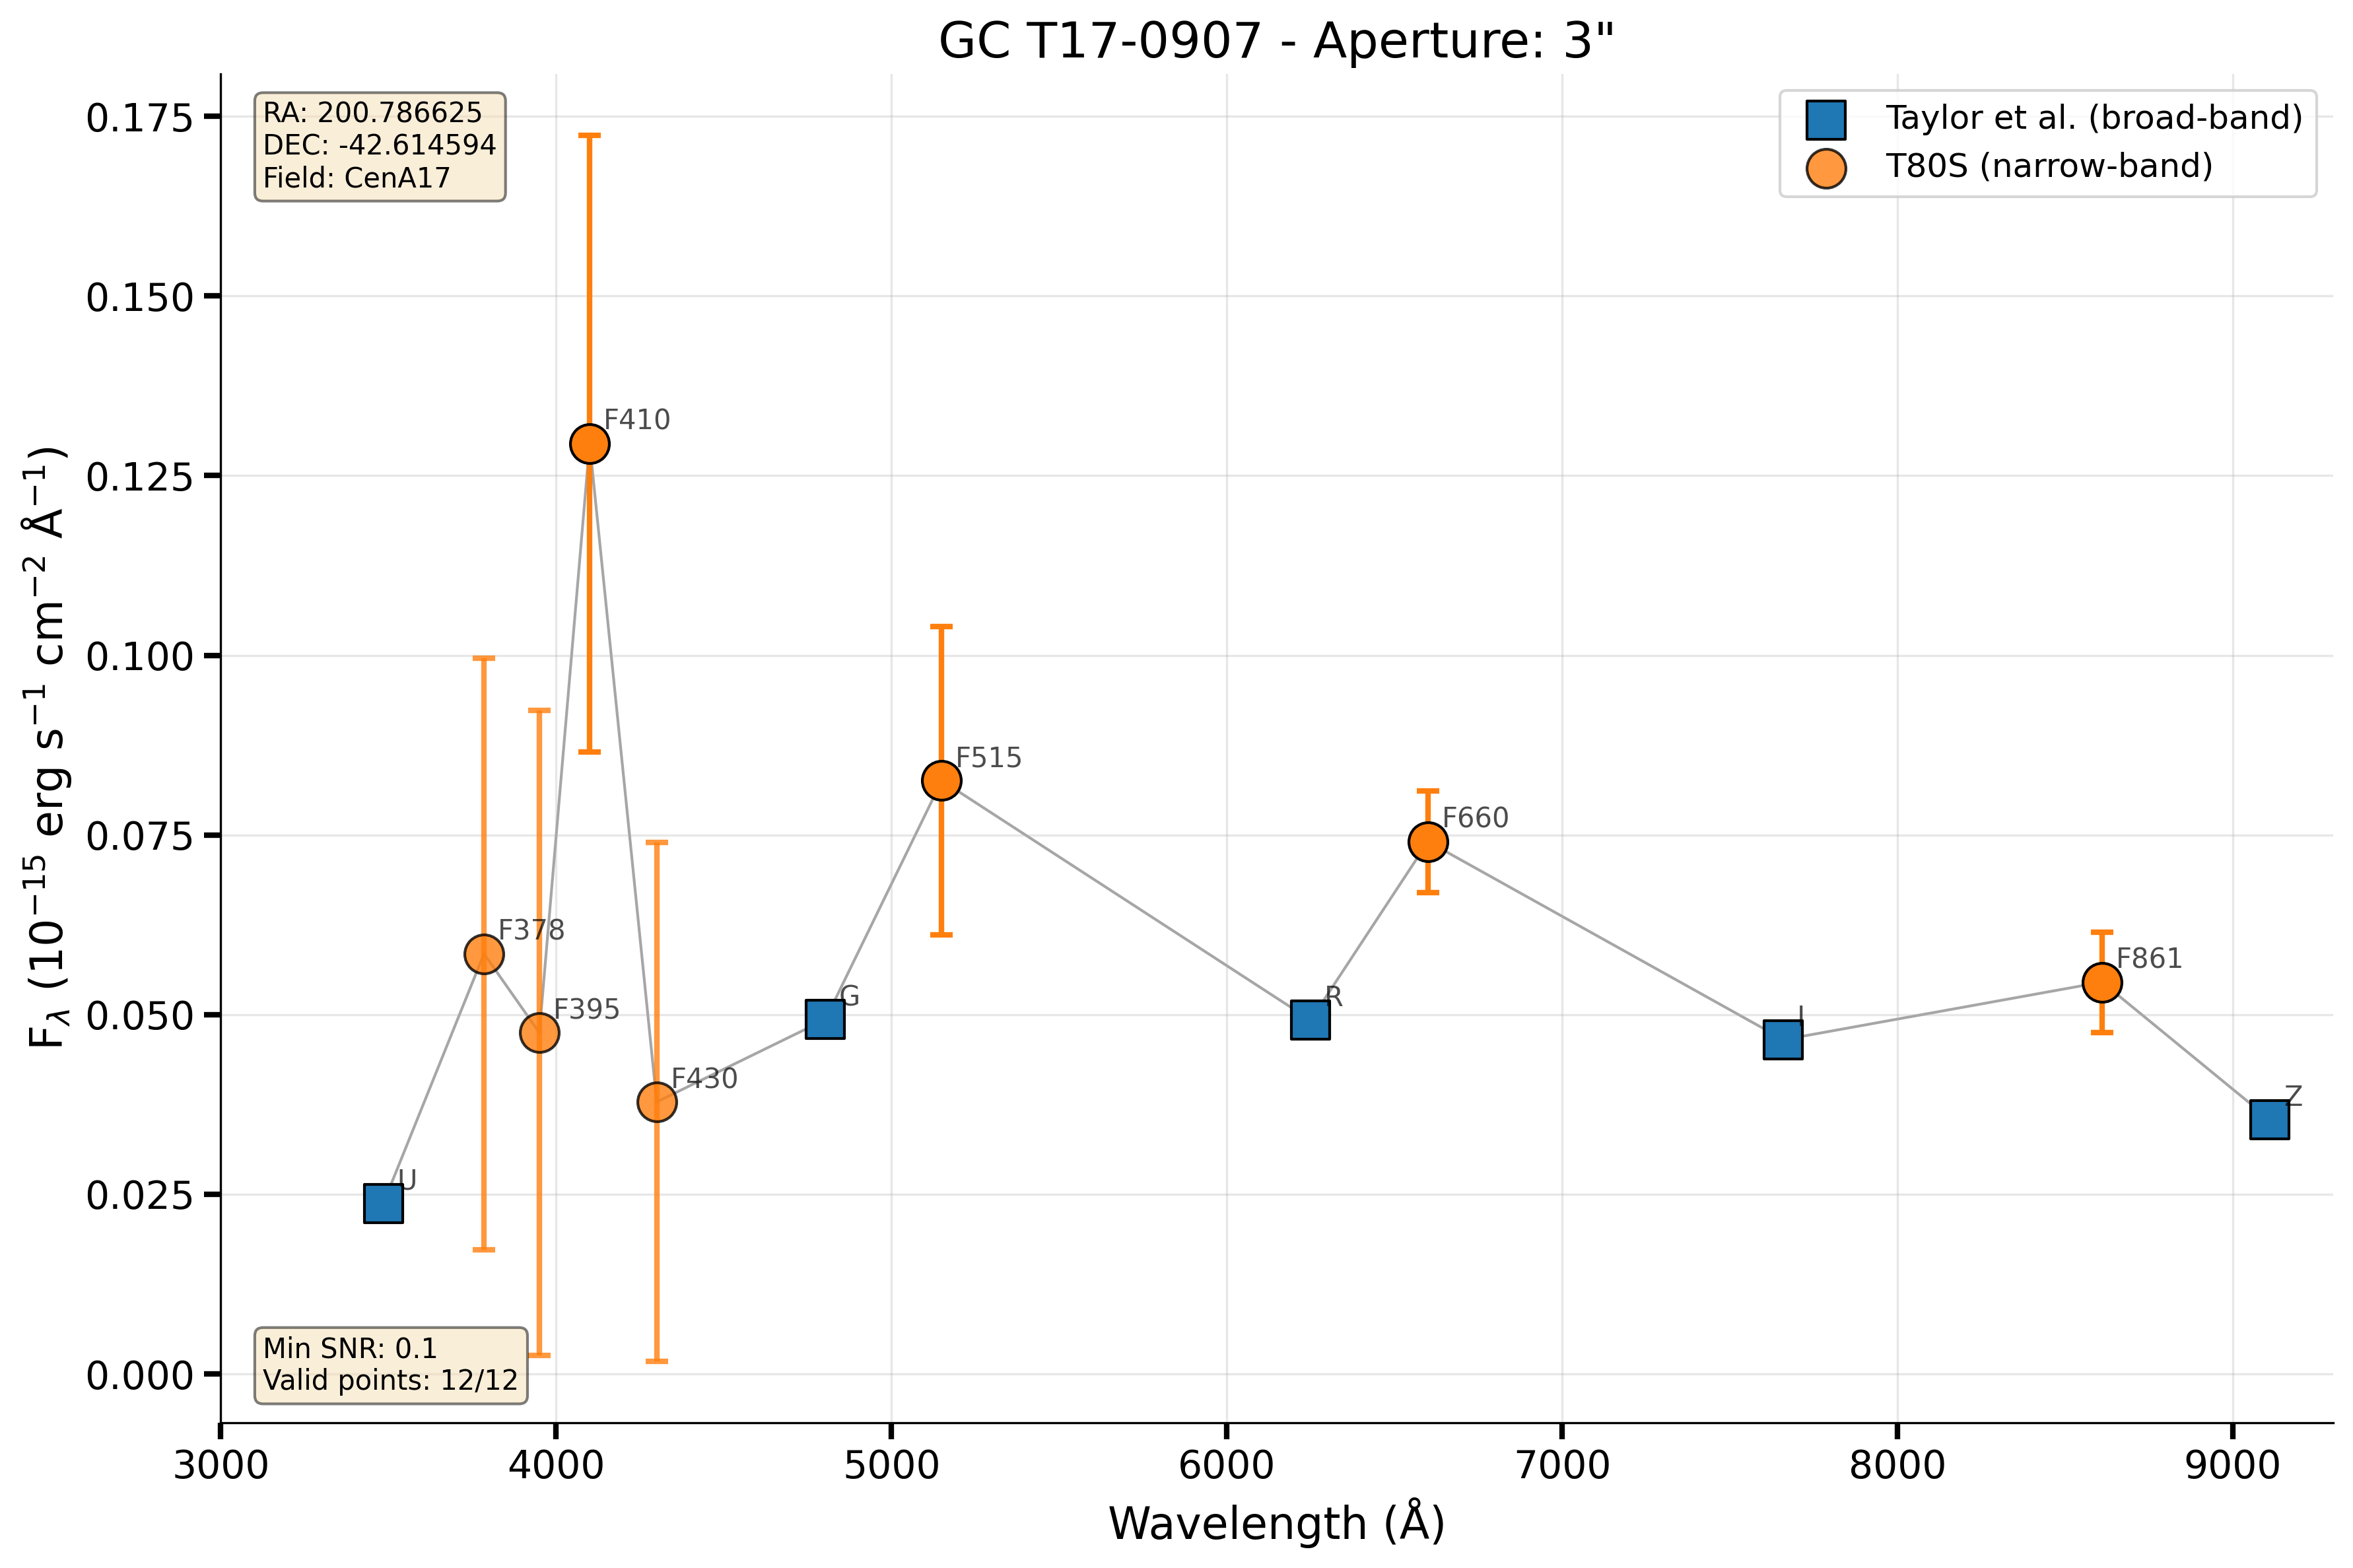 GC T17-0907 - Aperture: 3"
RA: 200.786625
DEC: -42.614594
Field: CenA17
Taylor et al. (broad-band)
T80S (narrow-band)
F_λ (10⁻¹⁵ erg s⁻¹ cm⁻² Å⁻¹)
0.175
0.150
0.125
0.100
0.075
0.050
0.025
0.000
F410
F515
F660
F378
F861
F395
G
R
I
F430
Z
U
Min SNR: 0.1
Valid points: 12/12
3000
4000
5000
6000
7000
8000
9000
Wavelength (Å)